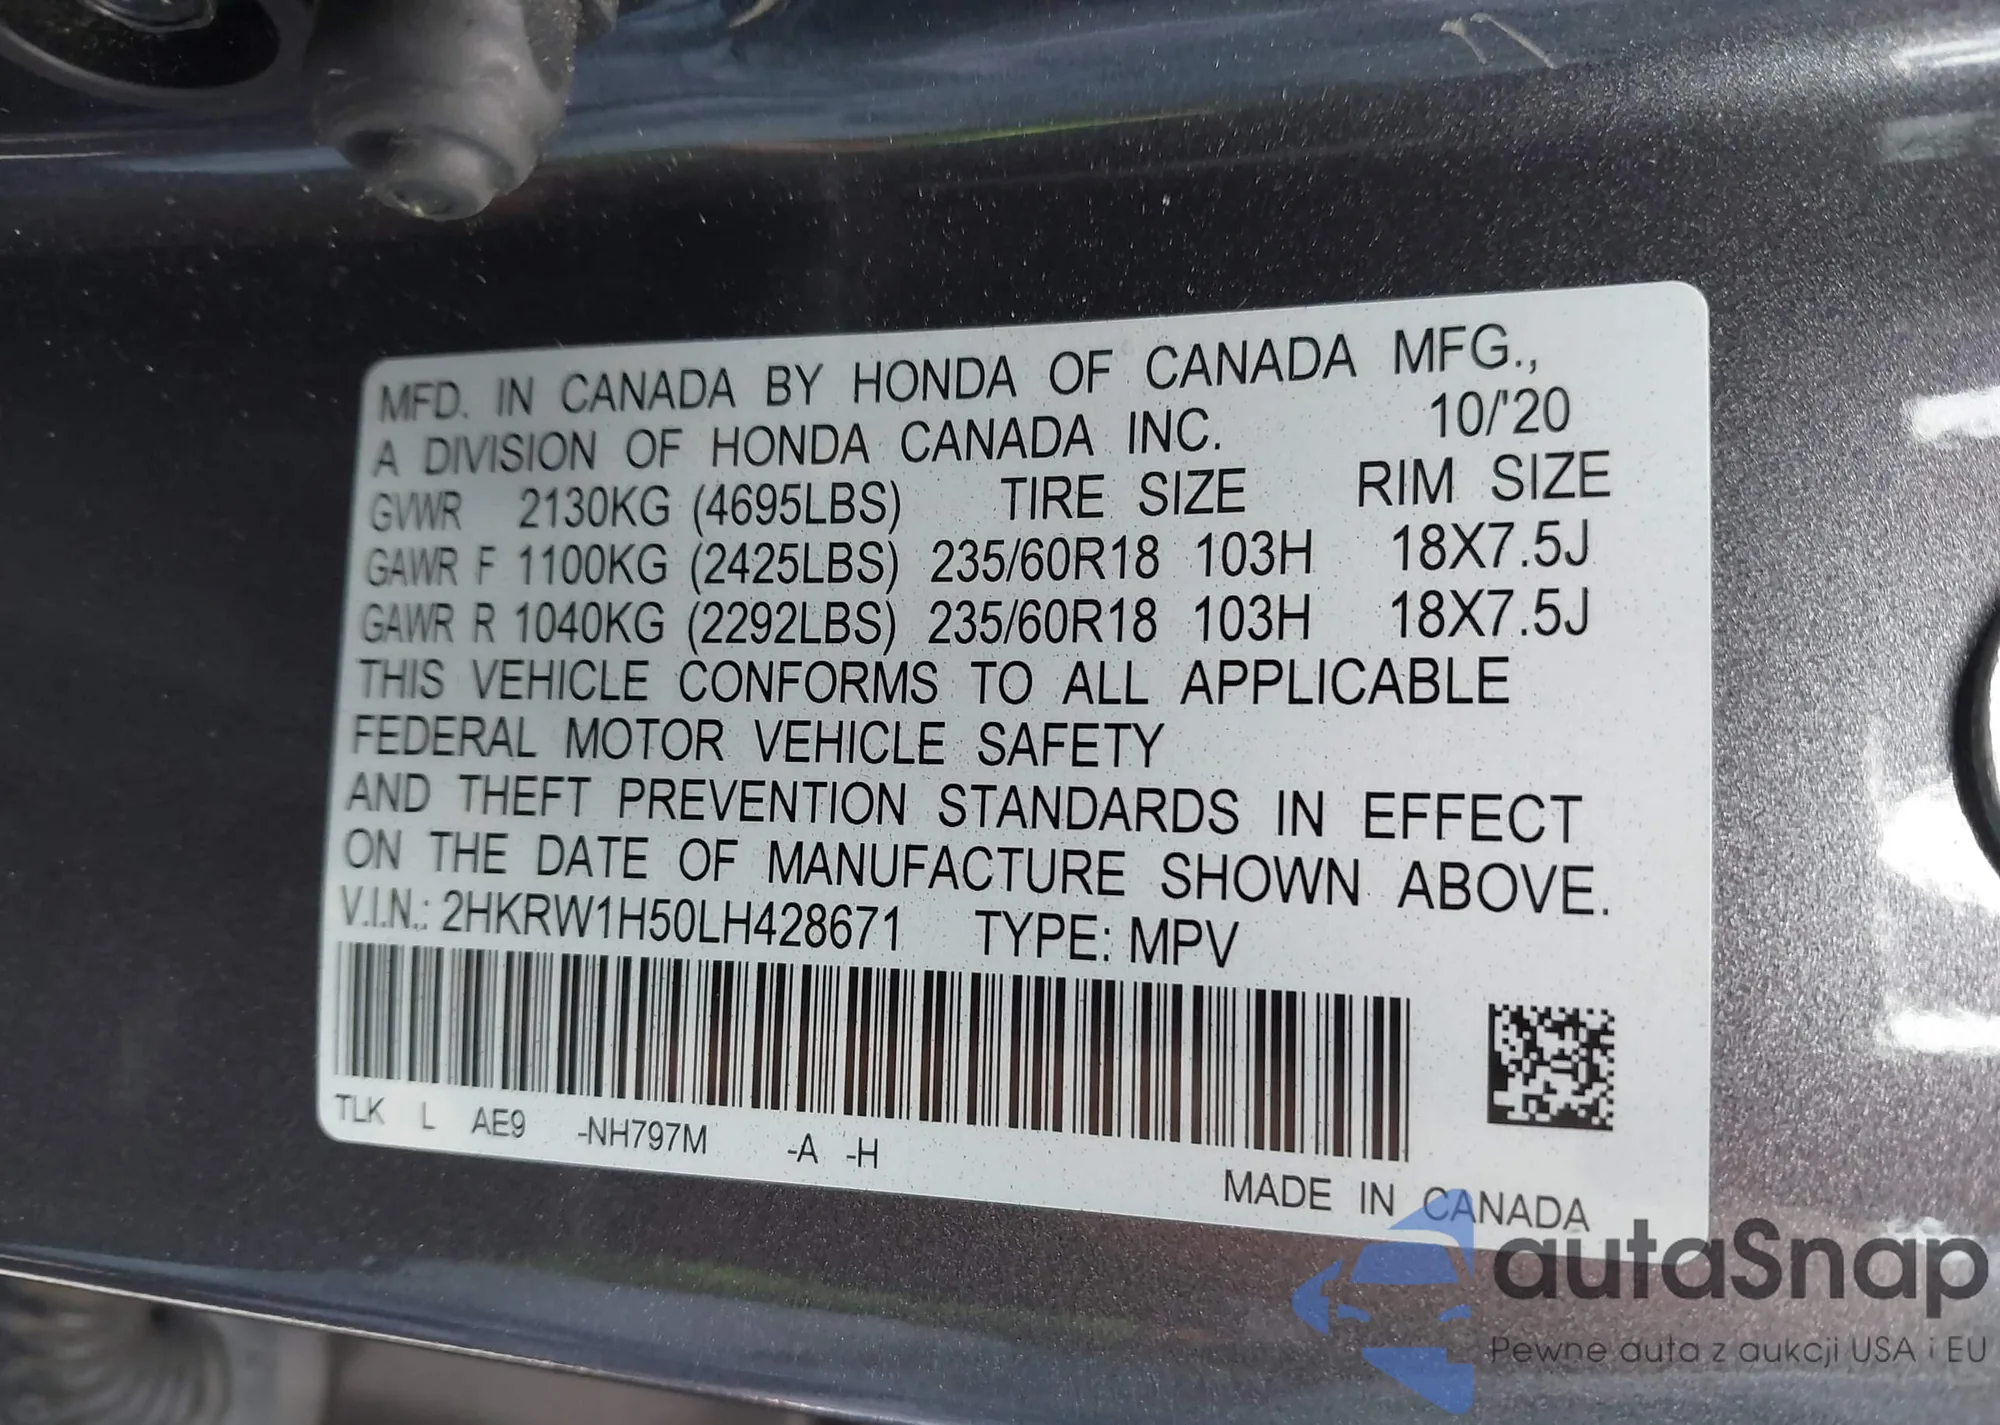 MFD. IN CANADA BY HONDA OF CANADA MFG.,
A DIVISION OF HONDA CANADA INC. 10/'20
GVWR 2130KG (4695LBS) TIRE SIZE RIM SIZE
GAWR F 1100KG (2425LBS) 235/60R18 103H 18X7.5J
GAWR R 1040KG (2292LBS) 235/60R18 103H 18X7.5J
THIS VEHICLE CONFORMS TO ALL APPLICABLE
FEDERAL MOTOR VEHICLE SAFETY
AND THEFT PREVENTION STANDARDS IN EFFECT
ON THE DATE OF MANUFACTURE SHOWN ABOVE.
V.I.N.: 2HKRW1H50LH428671 TYPE: MPV
TLK L AE9 -NH797M -A -H
MADE IN CANADA
autaSnap
Pewne auta z aukcji USA i EU